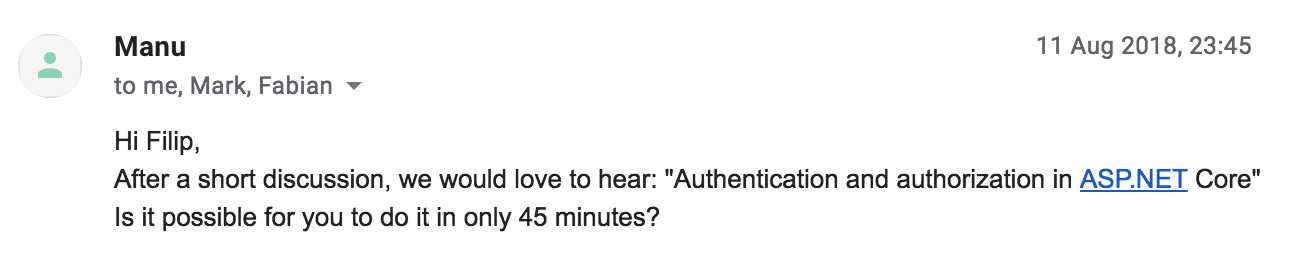 Manu
11 Aug 2018, 23:45
to me, Mark, Fabian
Hi Filip,
After a short discussion, we would love to hear: "Authentication and authorization in ASP.NET Core"
Is it possible for you to do it in only 45 minutes?